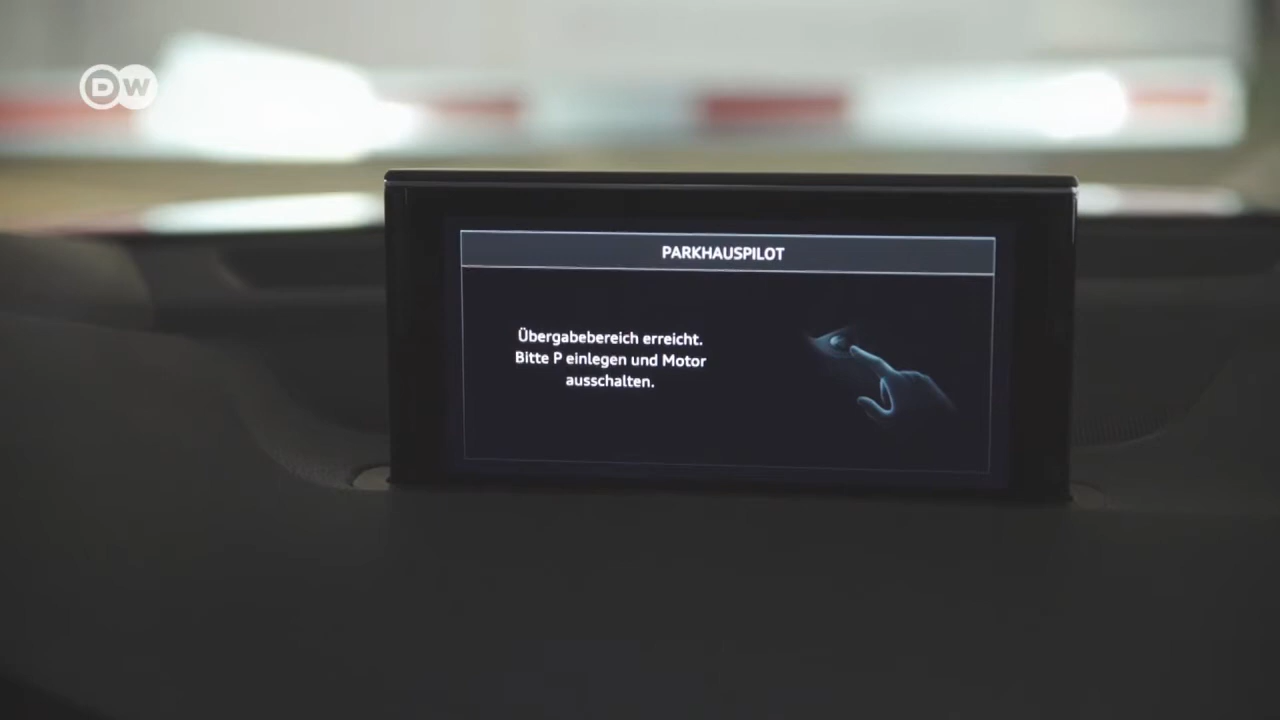 DW
PARKHAUSPILOT
Übergabebereich erreicht.
Bitte P einlegen und Motor
ausschalten.